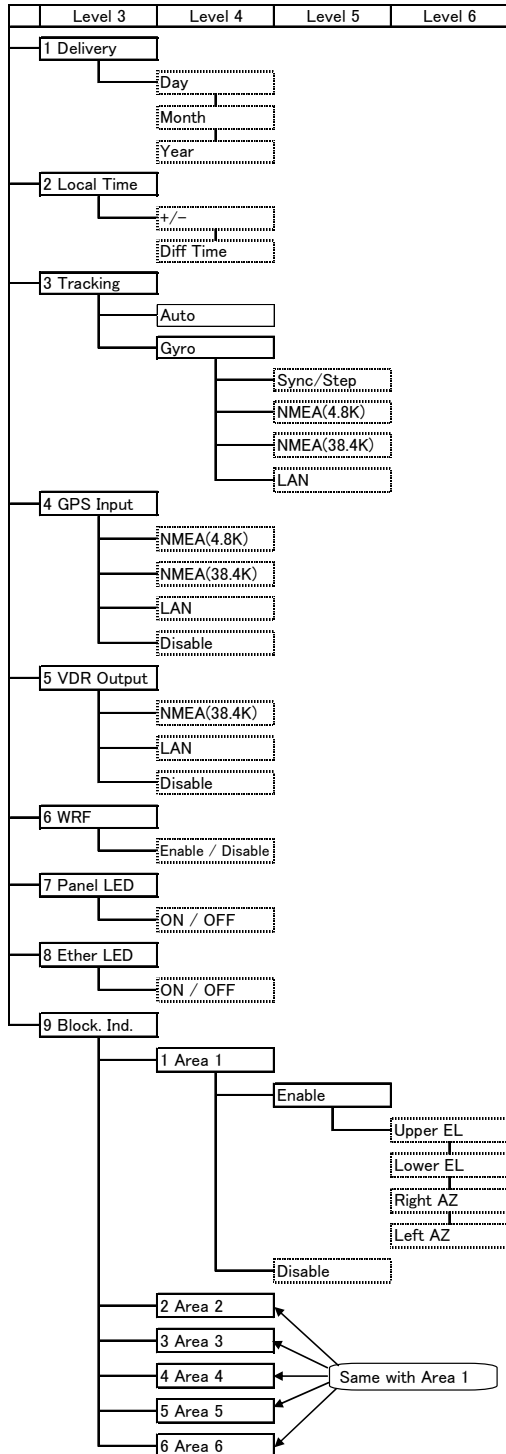 Level 3 Level 4 Level 5 Level 6
1 Delivery
Day
Month
Year
2 Local Time
+/-
Diff Time
3 Tracking
Auto
Gyro
Sync/Step
NMEA(4.8K)
NMEA(38.4K)
LAN
4 GPS Input
NMEA(4.8K)
NMEA(38.4K)
LAN
Disable
5 VDR Output
NMEA(38.4K)
LAN
Disable
6 WRF
Enable / Disable
7 Panel LED
ON / OFF
8 Ether LED
ON / OFF
9 Block. Ind.
1 Area 1
Enable
Upper EL
Lower EL
Right AZ
Left AZ
Disable
2 Area 2
3 Area 3
4 Area 4 Same with Area 1
5 Area 5
6 Area 6